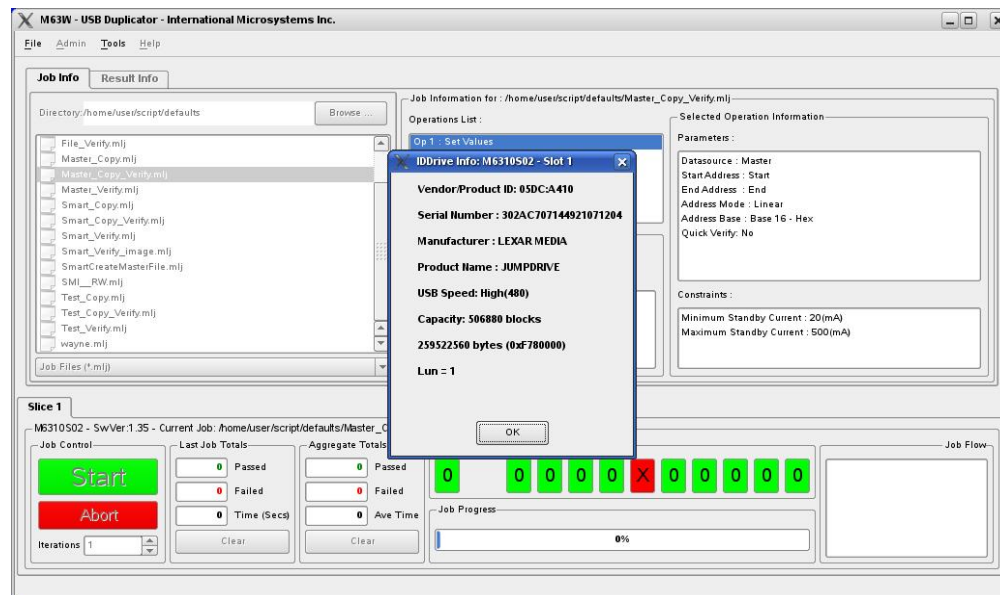 M63W - USB Duplicator - International Microsystems Inc.
File Admin Tools Help
Job Info Result Info
Directory:/home/user/script/defaults Browse ...
File_Verify.mlj
Master_Copy.mlj
Master_Copy_Verify.mlj
Master_Verify.mlj
Smart_Copy.mlj
Smart_Copy_Verify.mlj
Smart_Verify.mlj
Smart_Verify_image.mlj
SmartCreateMasterFile.mlj
SMI__RW.mlj
Test_Copy.mlj
Test_Copy_Verify.mlj
Test_Verify.mlj
wayne.mlj
Job Files (*.mlj)
Job Information for : /home/user/script/defaults/Master_Copy_Verify.mlj
Operations List :
Op 1 : Set Values
Selected Operation Information
Parameters :
Datasource : Master
Start Address : Start
End Address : End
Address Mode : Linear
Address Base : Base 16 - Hex
Quick Verify: No
Constraints :
Minimum Standby Current : 20(mA)
Maximum Standby Current : 500(mA)
IDDrive Info: M6310S02 - Slot 1
Vendor/Product ID: 05DC:A410
Serial Number : 302AC707144921071204
Manufacturer : LEXAR MEDIA
Product Name : JUMPDRIVE
USB Speed: High(480)
Capacity: 506880 blocks
259522560 bytes (0xF780000)
Lun = 1
OK
Slice 1
M6310S02 - SwVer:1.35 - Current Job: /home/user/script/defaults/Master_C
Job Control
Start
Abort
Iterations 1
Last Job Totals
0 Passed
0 Failed
0 Time (Secs)
Clear
Aggregate Totals
0 Passed
0 Failed
0 Ave Time
Clear
0 0 0 0 0 X 0 0 0 0 0
Job Progress
0%
Job Flow